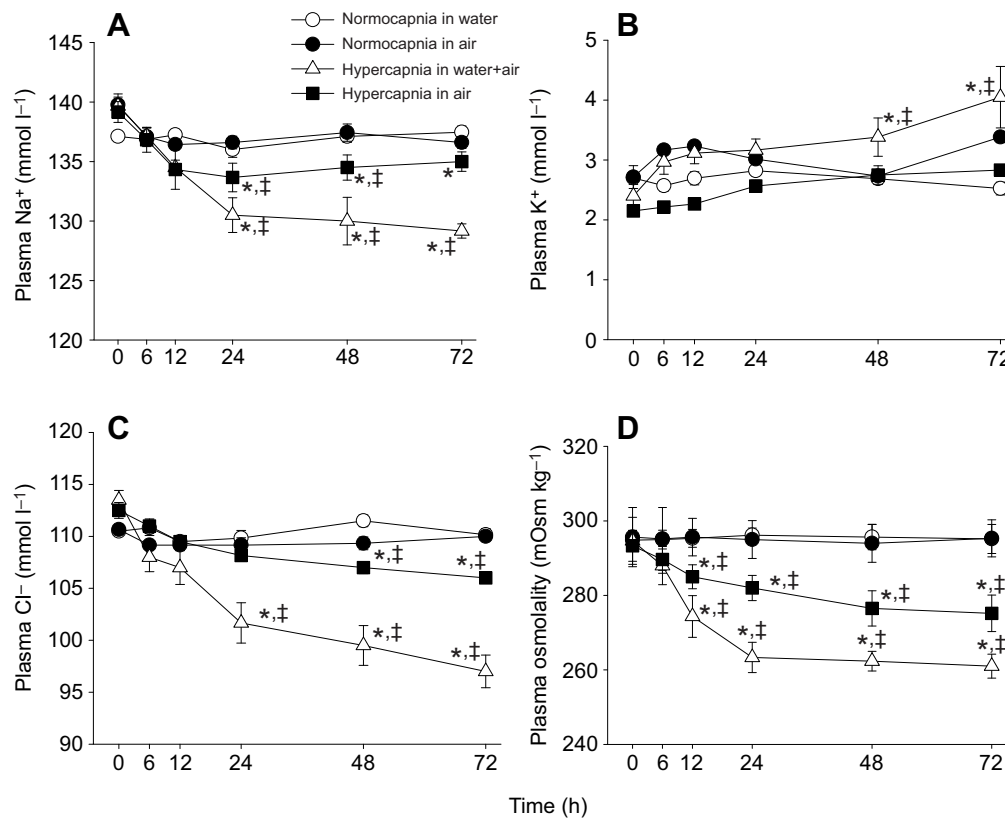 A
Normocapnia in water
Normocapnia in air
Hypercapnia in water+air
Hypercapnia in air
Plasma Na⁺ (mmol l⁻¹)
145
140
135
130
125
120
*,‡
*,‡
*
*,‡
*,‡
*,‡
0 6 12 24 48 72
B
Plasma K⁺ (mmol l⁻¹)
5
4
3
2
1
0
*,‡
*,‡
0 6 12 24 48 72
C
Plasma Cl⁻ (mmol l⁻¹)
120
115
110
105
100
95
90
*,‡
*,‡
*,‡
*,‡
*,‡
0 6 12 24 48 72
D
Plasma osmolality (mOsm kg⁻¹)
320
300
280
260
240
*,‡
*,‡
*,‡
*,‡
*,‡
*,‡
*,‡
*,‡
0 6 12 24 48 72
Time (h)